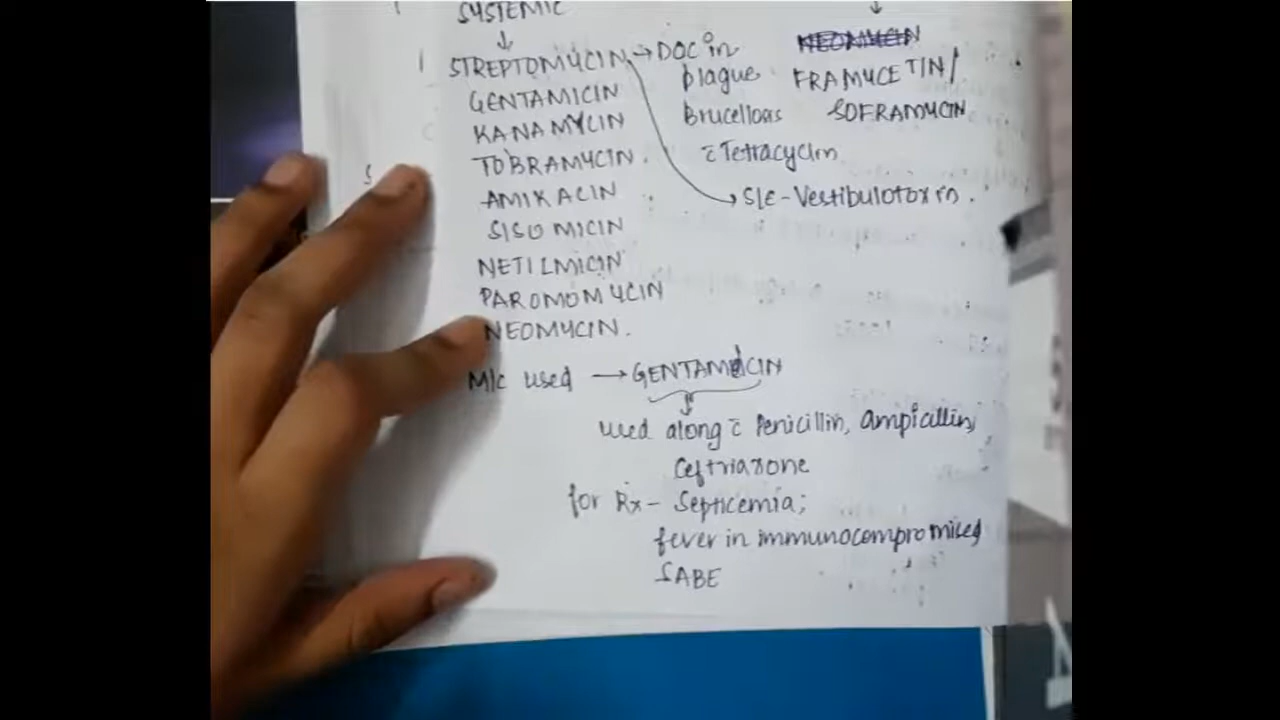 SYSTEMIC
↓ ↓
STREPTOMYCIN → DOC in
plague
Brucellosis
c̄ Tetracyclin
→ S/E - Vestibulotoxin.
GENTAMICIN
KANAMYCIN
TOBRAMYCIN.
AMIKACIN
SISOMICIN
NETILMICIN
PAROMOMYCIN
NEOMYCIN.
NEOMYCIN
FRAMYCETIN/
SOFRAMYCIN
M/c used → GENTAMICIN
used along c̄ Penicillin, ampicillin,
Ceftriaxone
for Rx - Septicemia;
fever in immunocompromised
SABE